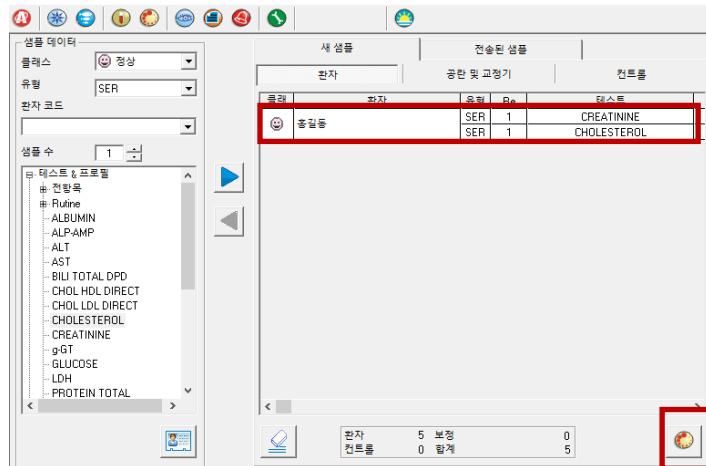 샘플 데이터
클래스 정상
유형 SER
환자 코드
샘플 수 1
테스트 & 프로필
전항목
Rutine
ALBUMIN
ALP-AMP
ALT
AST
BILI TOTAL DPD
CHOL HDL DIRECT
CHOL LDL DIRECT
CHOLESTEROL
CREATININE
g-GT
GLUCOSE
LDH
PROTEIN TOTAL
새 샘플 전송된 샘플
환자 공란 및 교정기 컨트롤
클래 환자 유형 Re 테스트
홍길동 SER 1 CREATININE
SER 1 CHOLESTEROL
환자 5 보정 0
컨트롤 0 합계 5